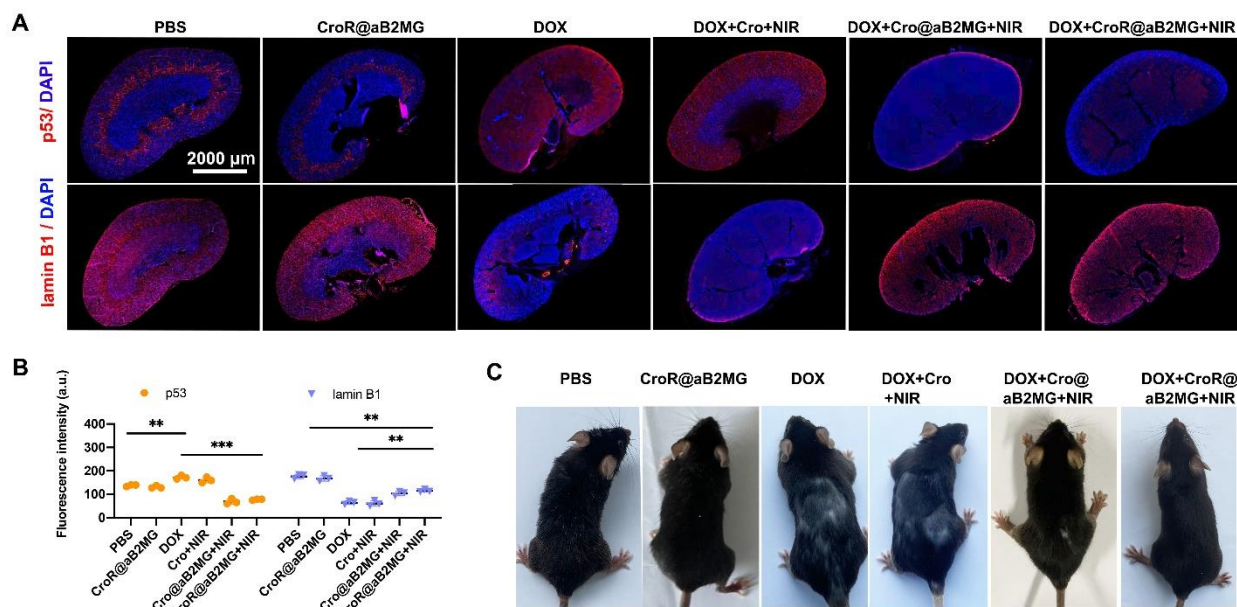 A
PBS
CroR@aB2MG
DOX
DOX+Cro+NIR
DOX+Cro@aB2MG+NIR
DOX+CroR@aB2MG+NIR
p53/ DAPI
2000 µm
lamin B1 / DAPI
B
Fluorescence intensity (a.u.)
p53
lamin B1
**
***
**
**
400
300
200
100
0
PBS
CroR@aB2MG
DOX
Cro+NIR
Cro@aB2MG+NIR
CroR@aB2MG+NIR
PBS
CroR@aB2MG
DOX
Cro+NIR
Cro@aB2MG+NIR
CroR@aB2MG+NIR
C
PBS
CroR@aB2MG
DOX
DOX+Cro
+NIR
DOX+Cro@
aB2MG+NIR
DOX+CroR@
aB2MG+NIR